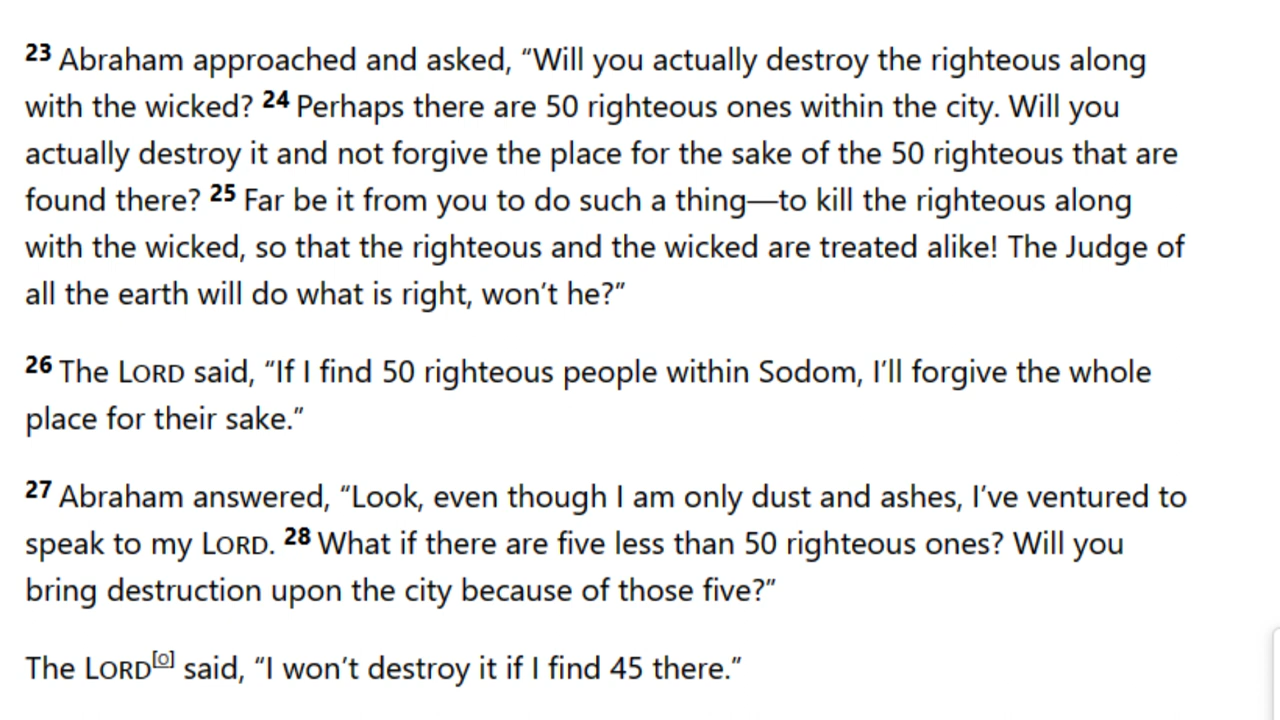 23 Abraham approached and asked, “Will you actually destroy the righteous along
with the wicked? 24 Perhaps there are 50 righteous ones within the city. Will you
actually destroy it and not forgive the place for the sake of the 50 righteous that are
found there? 25 Far be it from you to do such a thing—to kill the righteous along
with the wicked, so that the righteous and the wicked are treated alike! The Judge of
all the earth will do what is right, won’t he?”
26 The LORD said, “If I find 50 righteous people within Sodom, I’ll forgive the whole
place for their sake.”
27 Abraham answered, “Look, even though I am only dust and ashes, I’ve ventured to
speak to my LORD. 28 What if there are five less than 50 righteous ones? Will you
bring destruction upon the city because of those five?”
The LORD[o] said, “I won’t destroy it if I find 45 there.”